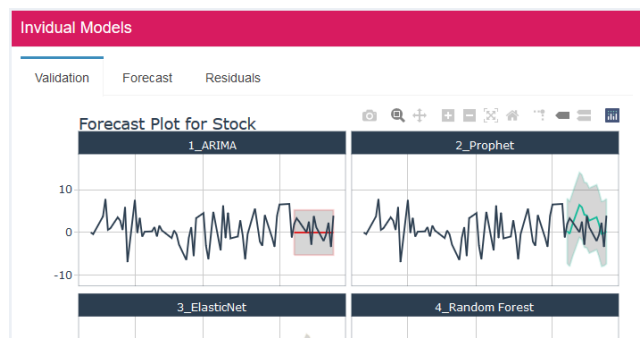 Invidual Models
Validation Forecast Residuals
Forecast Plot for Stock
1_ARIMA 2_Prophet
10
0
-10
3_ElasticNet 4_Random Forest